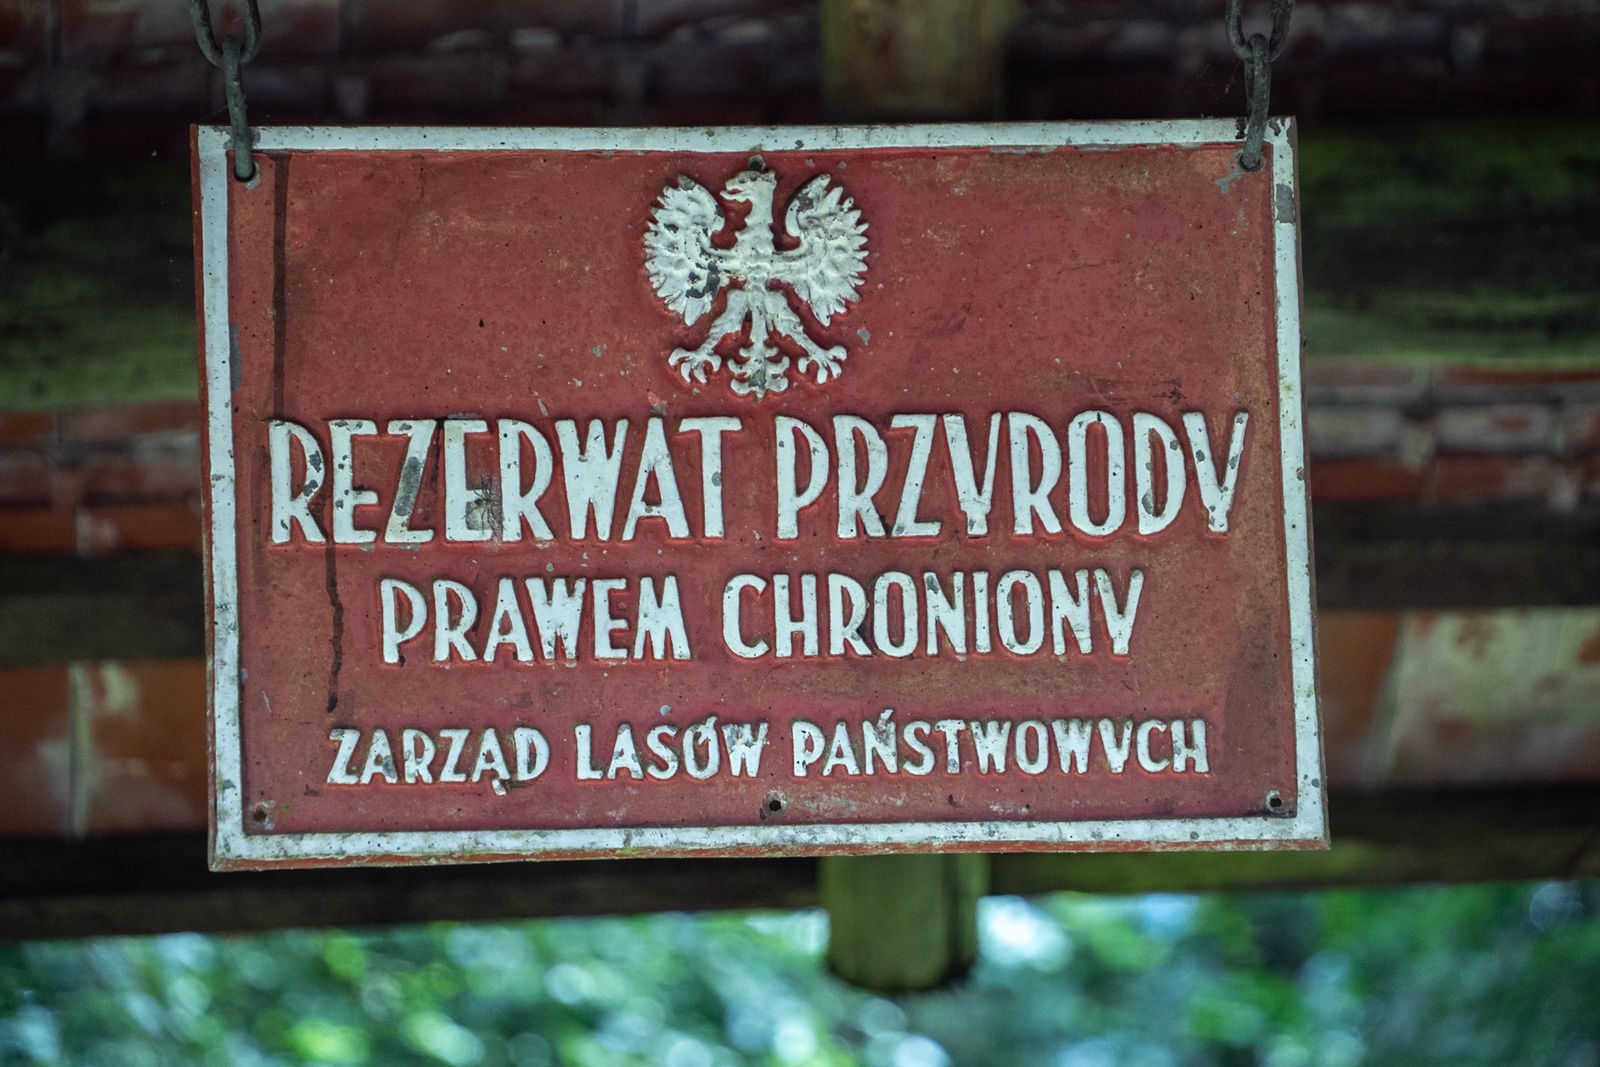 REZERWAT PRZYRODY
PRAWEM CHRONIONY
ZARZĄD LASÓW PAŃSTWOWYCH